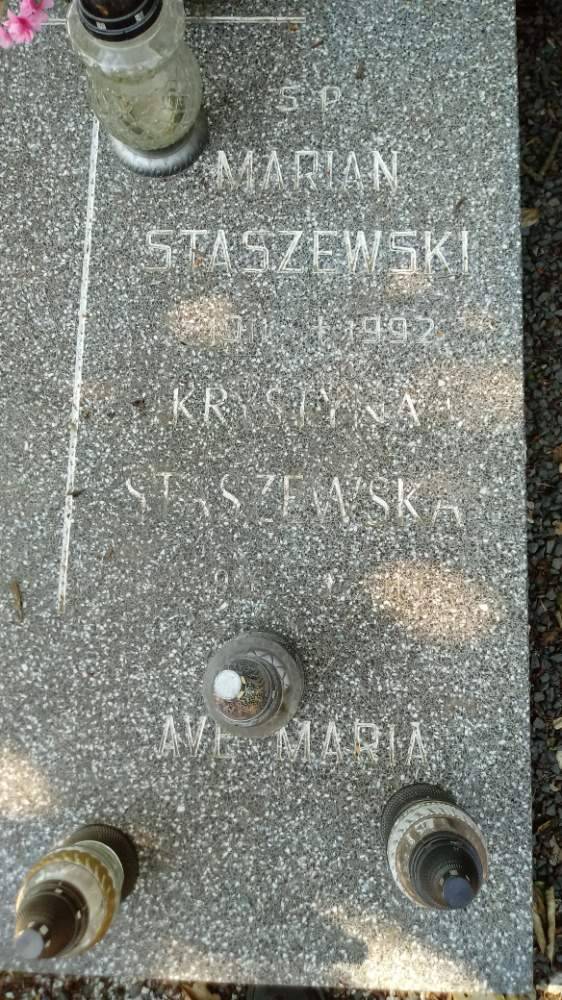 S P
MARIAN
STASZEWSKI
† 1992
KRYSTYNA
STASZEWSKA
AVE MARIA